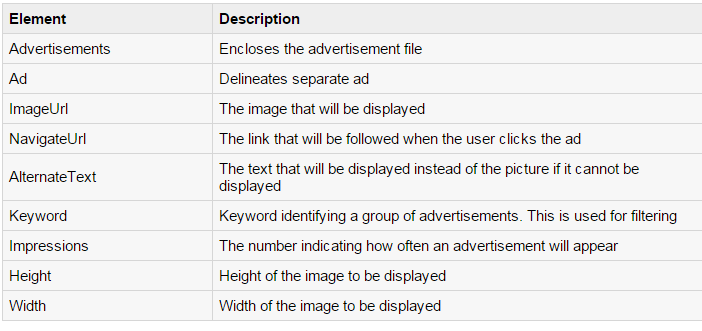 Element Description
Advertisements Encloses the advertisement file
Ad Delineates separate ad
ImageUrl The image that will be displayed
NavigateUrl The link that will be followed when the user clicks the ad
AlternateText The text that will be displayed instead of the picture if it cannot be
displayed
Keyword Keyword identifying a group of advertisements. This is used for filtering
Impressions The number indicating how often an advertisement will appear
Height Height of the image to be displayed
Width Width of the image to be displayed